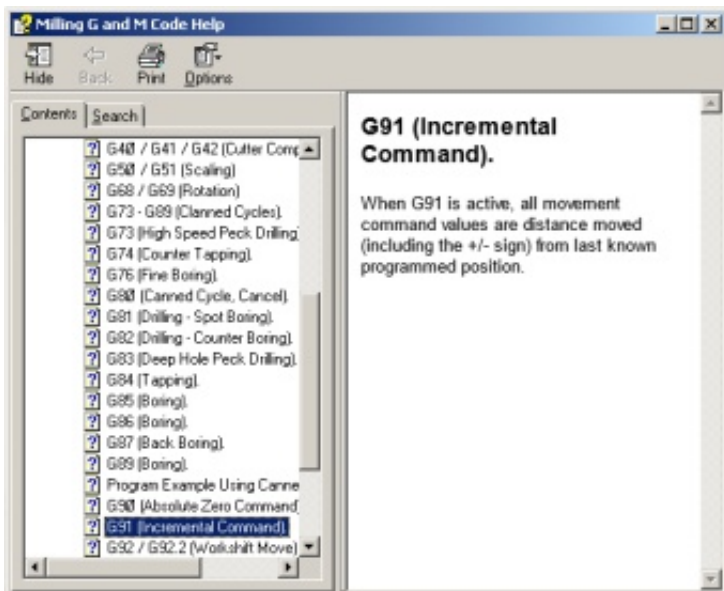 Milling G and M Code Help
Hide Back Print Options
Contents Search
G40 / G41 / G42 (Cutter Comp
G50 / G51 (Scaling)
G68 / G69 (Rotation)
G73 - G89 (Clanned Cycles).
G73 (High Speed Peck Drilling)
G74 (Counter Tapping).
G76 (Fine Boring).
G80 (Canned Cycle, Cancel).
G81 (Drilling - Spot Boring).
G82 (Drilling - Counter Boring).
G83 (Deep Hole Peck Drilling).
G84 (Tapping).
G85 (Boring).
G86 (Boring).
G87 (Back Boring).
G89 (Boring).
Program Example Using Canne
G90 (Absolute Zero Command)
G91 (Incremental Command).
G92 / G92.2 (Workshift Move)
G91 (Incremental
Command).
When G91 is active, all movement
command values are distance moved
(including the +/- sign) from last known
programmed position.